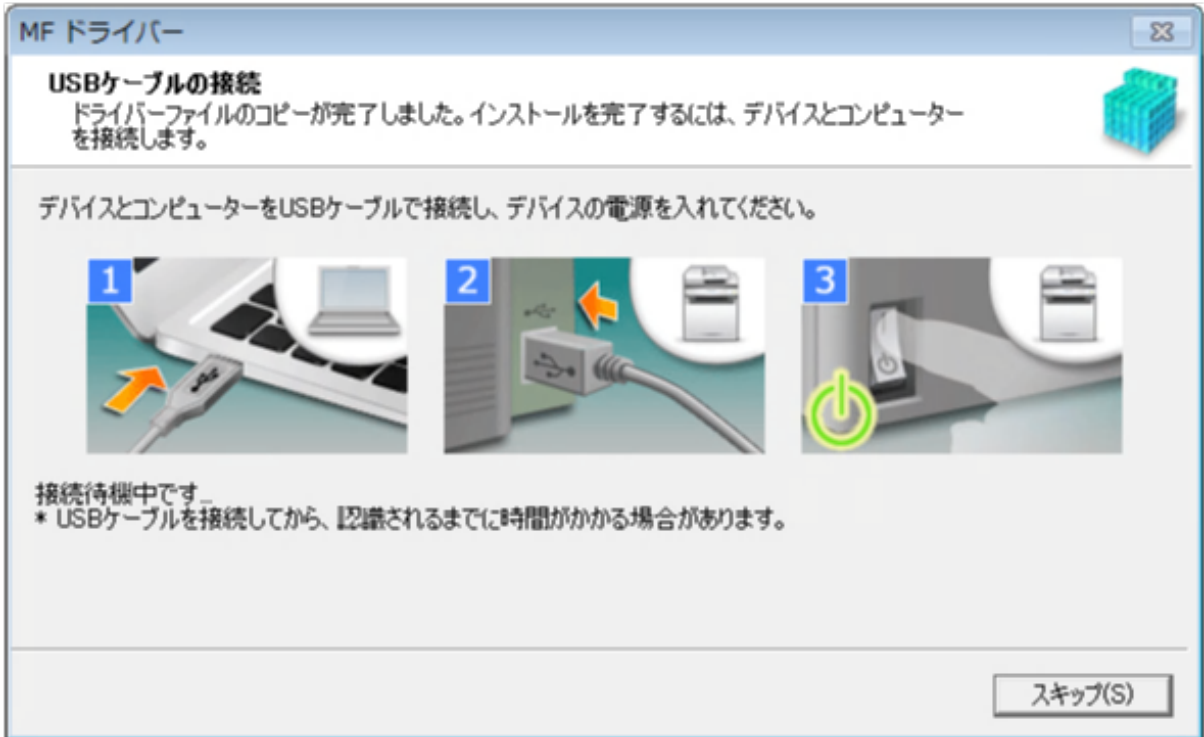 MF ドライバー
USBケーブルの接続
ドライバーファイルのコピーが完了しました。インストールを完了するには、デバイスとコンピューター
を接続します。
デバイスとコンピューターをUSBケーブルで接続し、デバイスの電源を入れてください。
1
2
3
接続待機中です...
* USBケーブルを接続してから、認識されるまでに時間がかかる場合があります。
スキップ(S)